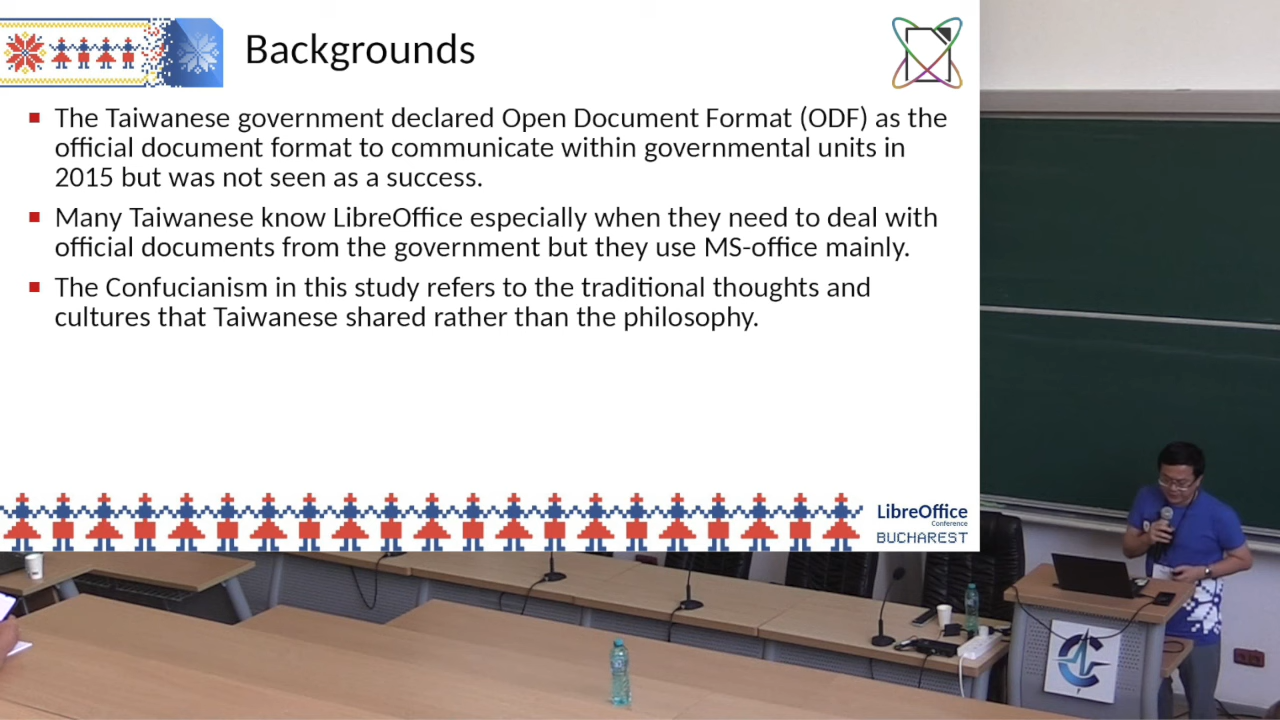 Backgrounds
The Taiwanese government declared Open Document Format (ODF) as the
official document format to communicate within governmental units in
2015 but was not seen as a success.
Many Taiwanese know LibreOffice especially when they need to deal with
official documents from the government but they use MS-office mainly.
The Confucianism in this study refers to the traditional thoughts and
cultures that Taiwanese shared rather than the philosophy.
LibreOffice
Conference
BUCHAREST